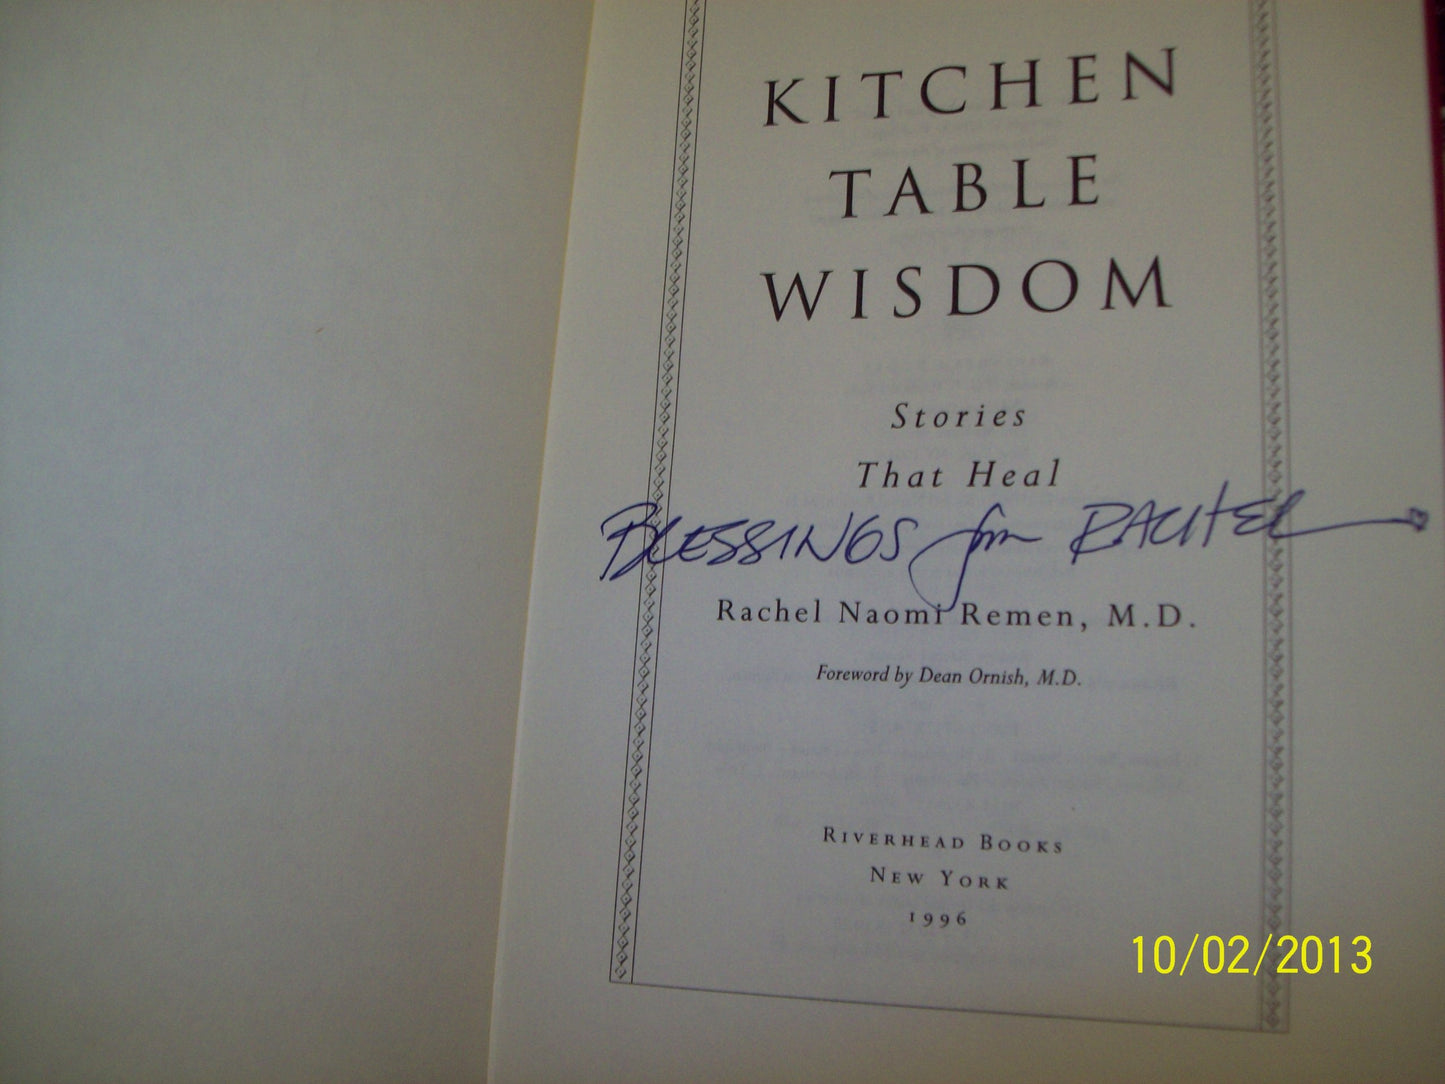 KITCHEN
TABLE
WISDOM
Stories
That Heal
BLESSINGS from RACHEL
Rachel Naomi Remen, M.D.
Foreword by Dean Ornish, M.D.
RIVERHEAD BOOKS
NEW YORK
1996
10/02/2013